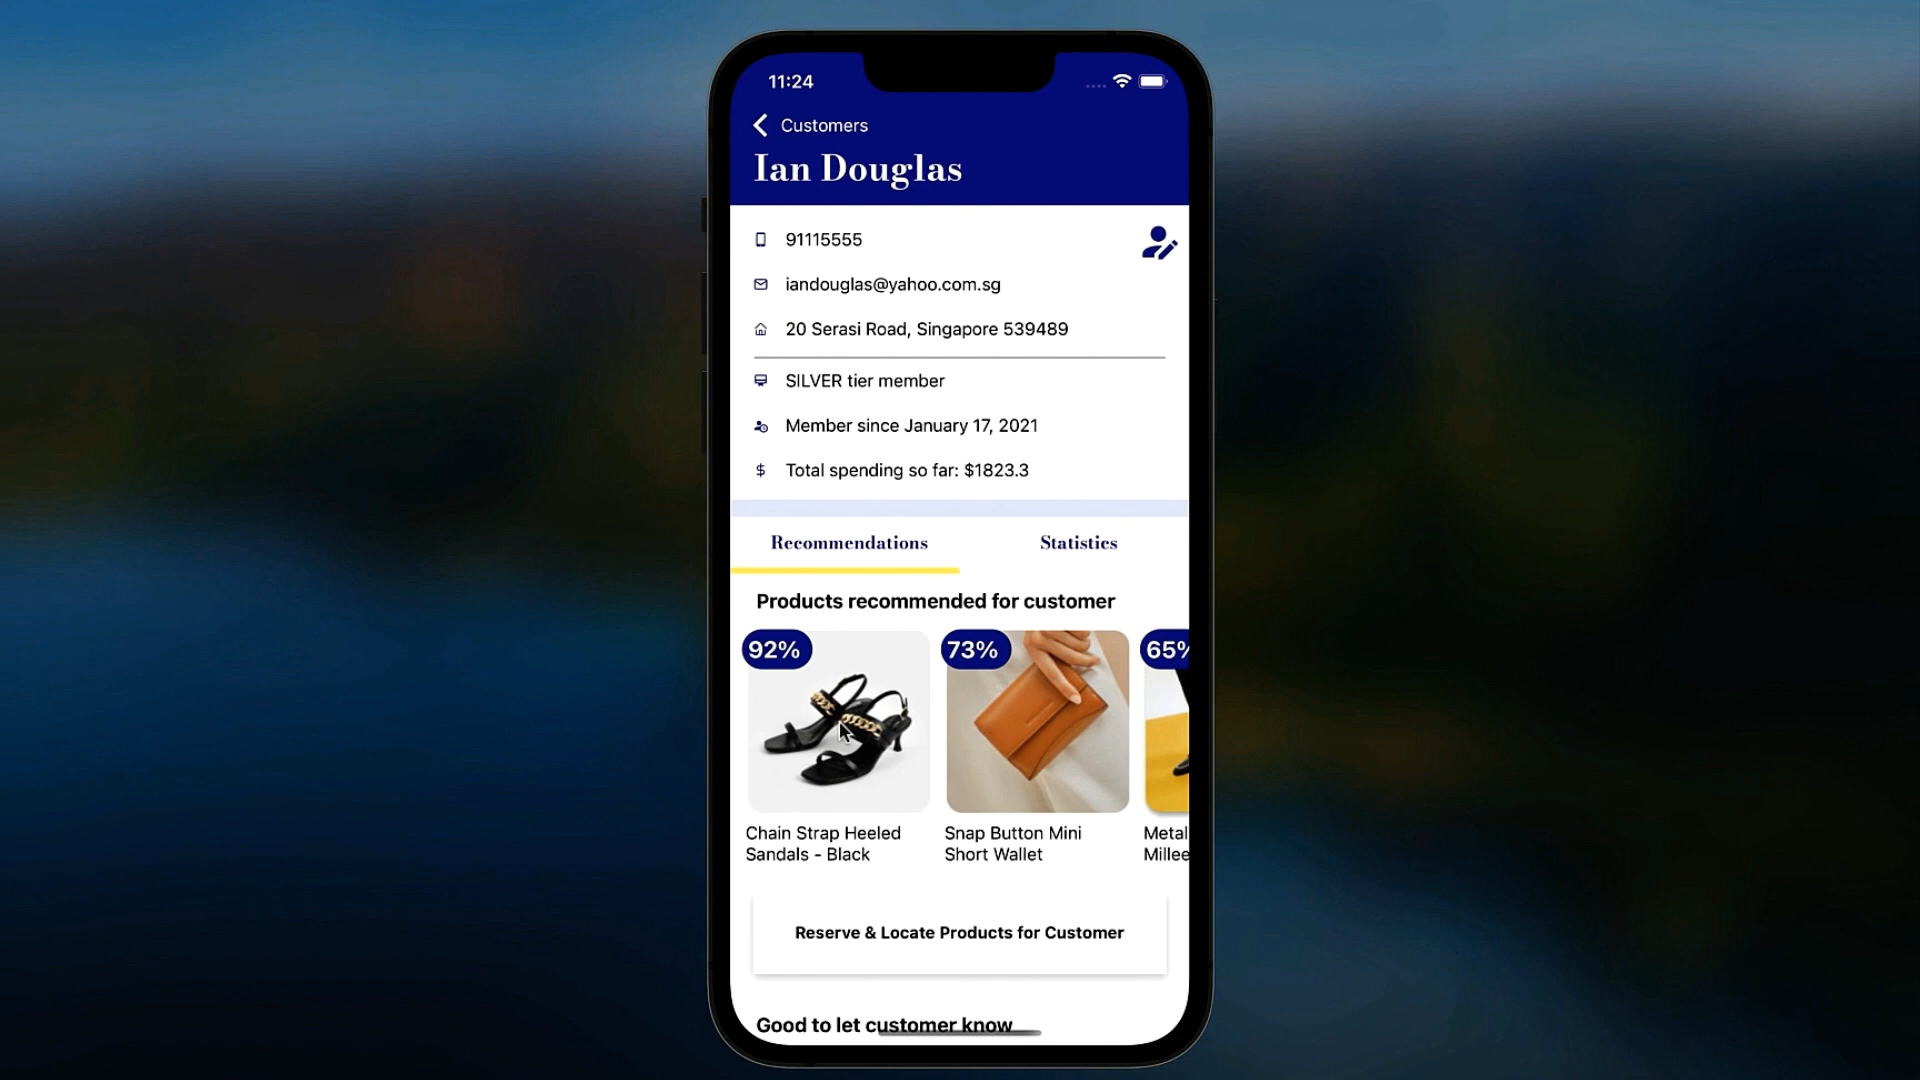 11:24
Customers
Ian Douglas
91115555
iandouglas@yahoo.com.sg
20 Serasi Road, Singapore 539489
SILVER tier member
Member since January 17, 2021
$ Total spending so far: $1823.3
Recommendations Statistics
Products recommended for customer
92% 73% 65%
Chain Strap Heeled
Sandals - Black
Snap Button Mini
Short Wallet
Metal
Millee
Reserve & Locate Products for Customer
Good to let customer know